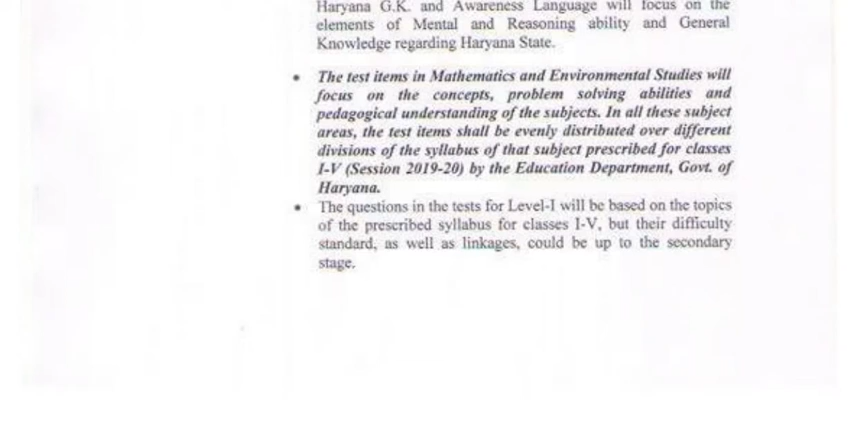 Haryana G.K. and Awareness Language will focus on the
elements of Mental and Reasoning ability and General
Knowledge regarding Haryana State.
• The test items in Mathematics and Environmental Studies will
focus on the concepts, problem solving abilities and
pedagogical understanding of the subjects. In all these subject
areas, the test items shall be evenly distributed over different
divisions of the syllabus of that subject prescribed for classes
I-V (Session 2019-20) by the Education Department, Govt. of
Haryana.
• The questions in the tests for Level-I will be based on the topics
of the prescribed syllabus for classes I-V, but their difficulty
standard, as well as linkages, could be up to the secondary
stage.